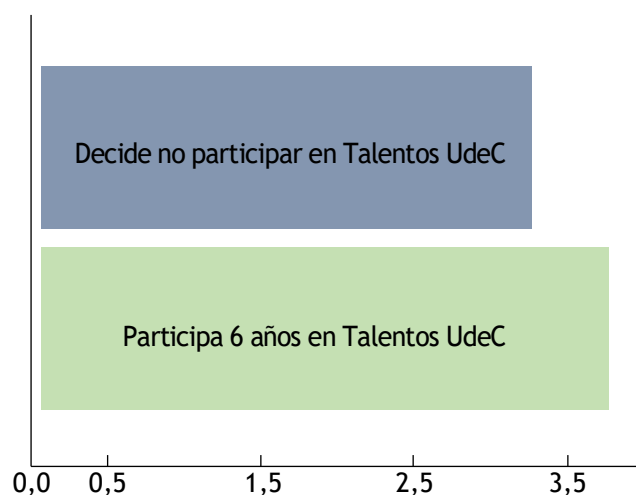 Decide no participar en Talentos UdeC
Participa 6 años en Talentos UdeC
0,0 0,5 1,5 2,5 3,5